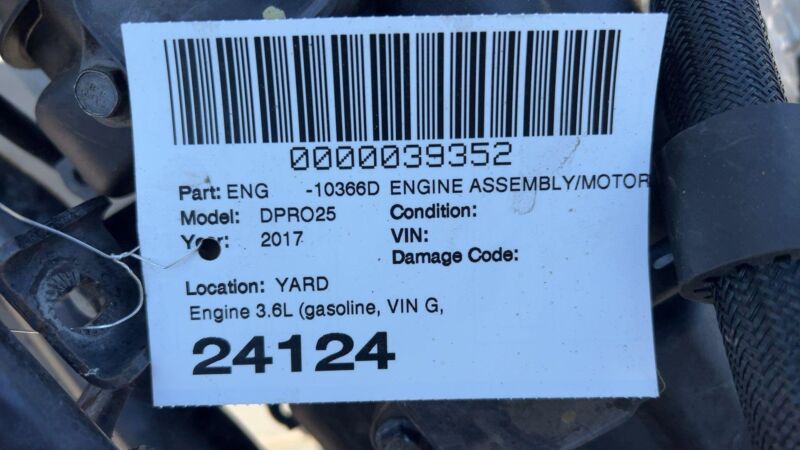 0000039352
Part: ENG -10366D ENGINE ASSEMBLY/MOTOR
Model: DPRO25 Condition:
Year: 2017 VIN:
Damage Code:
Location: YARD
Engine 3.6L (gasoline, VIN G,
24124